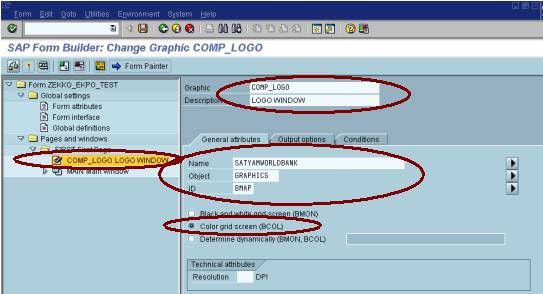 Form Edit Goto Utilities Environment System Help
SAP Form Builder: Change Graphic COMP_LOGO
Form Painter
Form ZEKKO_EKPO_TEST
Global settings
Form attributes
Form interface
Global definitions
Pages and windows
FIRST First Page
COMP_LOGO LOGO WINDOW
MAIN Main Window
Graphic COMP_LOGO
Description LOGO WINDOW
General attributes Output options Conditions
Name SATYAMWORLDBANK
Object GRAPHICS
ID BMAP
Black and white grid screen (BMON)
Color grid screen (BCOL)
Determine dynamically (BMON, BCOL)
Technical attributes
Resolution DPI